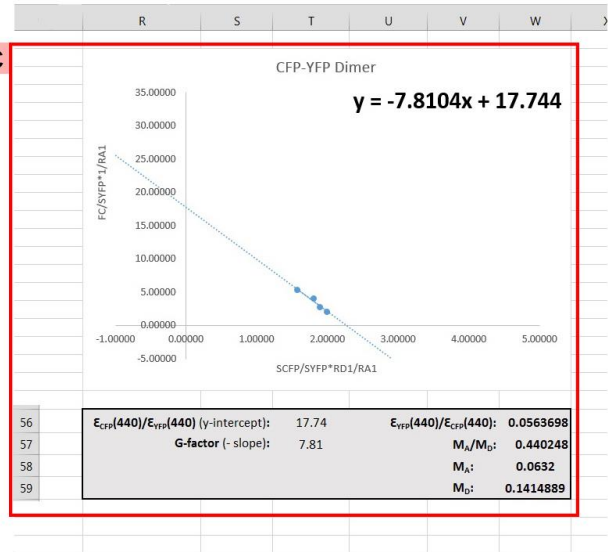 R S T U V W X
C
CFP-YFP Dimer
y = -7.8104x + 17.744
35.00000
30.00000
25.00000
20.00000
15.00000
10.00000
5.00000
0.00000
-5.00000
FC/SYFP*1/RA1
-1.00000 0.00000 1.00000 2.00000 3.00000 4.00000 5.00000
SCFP/SYFP*RD1/RA1
56 ε_CFP(440)/ε_YFP(440) (y-intercept): 17.74 ε_YFP(440)/ε_CFP(440): 0.0563698
57 G-factor (- slope): 7.81 M_A/M_D: 0.440248
58 M_A: 0.0632
59 M_D: 0.1414889